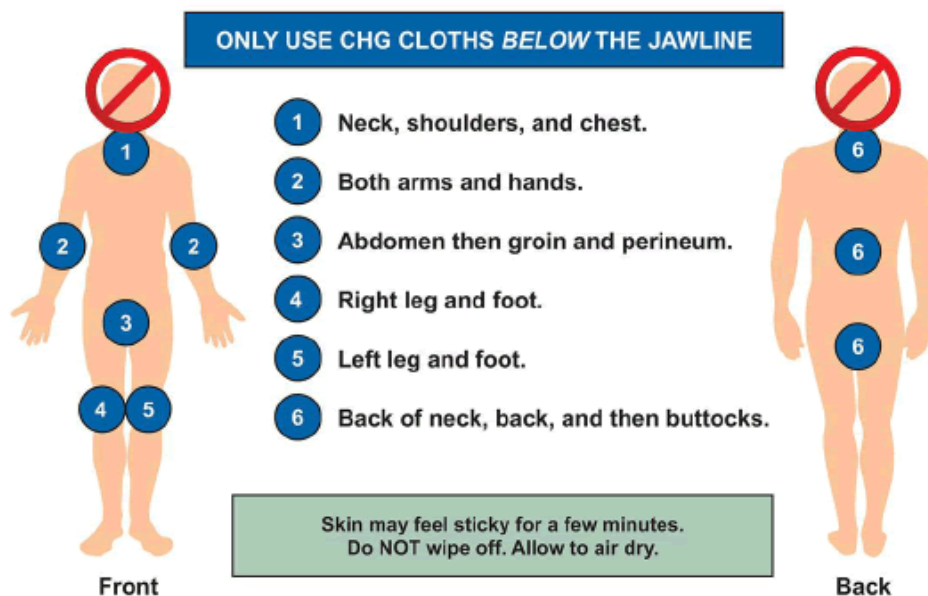 ONLY USE CHG CLOTHS BELOW THE JAWLINE
1 Neck, shoulders, and chest.
2 Both arms and hands.
3 Abdomen then groin and perineum.
4 Right leg and foot.
5 Left leg and foot.
6 Back of neck, back, and then buttocks.
1
2 2
3
4 5
Front
6
6
6
Back
Skin may feel sticky for a few minutes.
Do NOT wipe off. Allow to air dry.